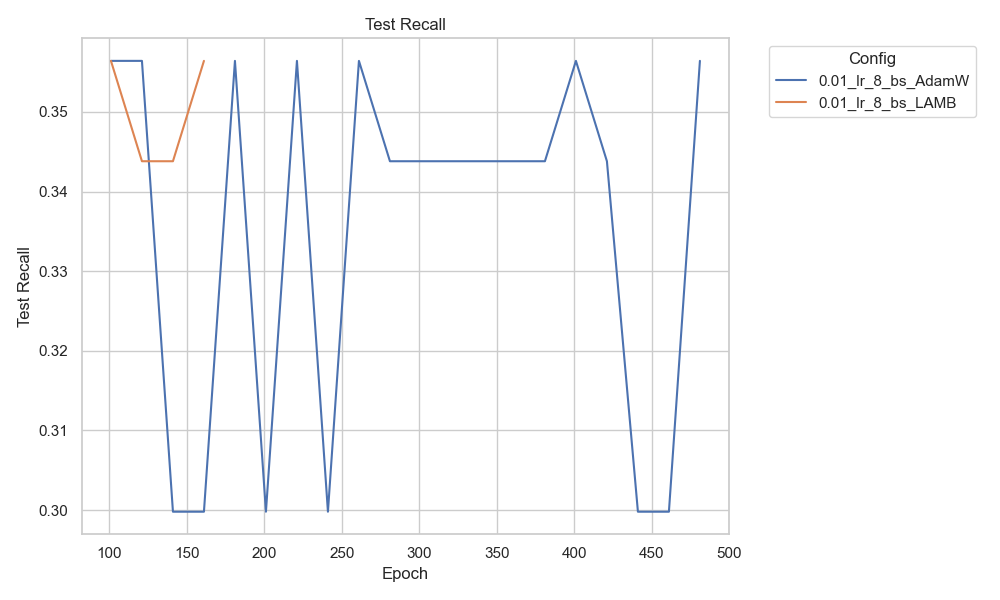 Test Recall
Config
0.01_lr_8_bs_AdamW
0.01_lr_8_bs_LAMB
Test Recall
0.35
0.34
0.33
0.32
0.31
0.30
100 150 200 250 300 350 400 450 500
Epoch